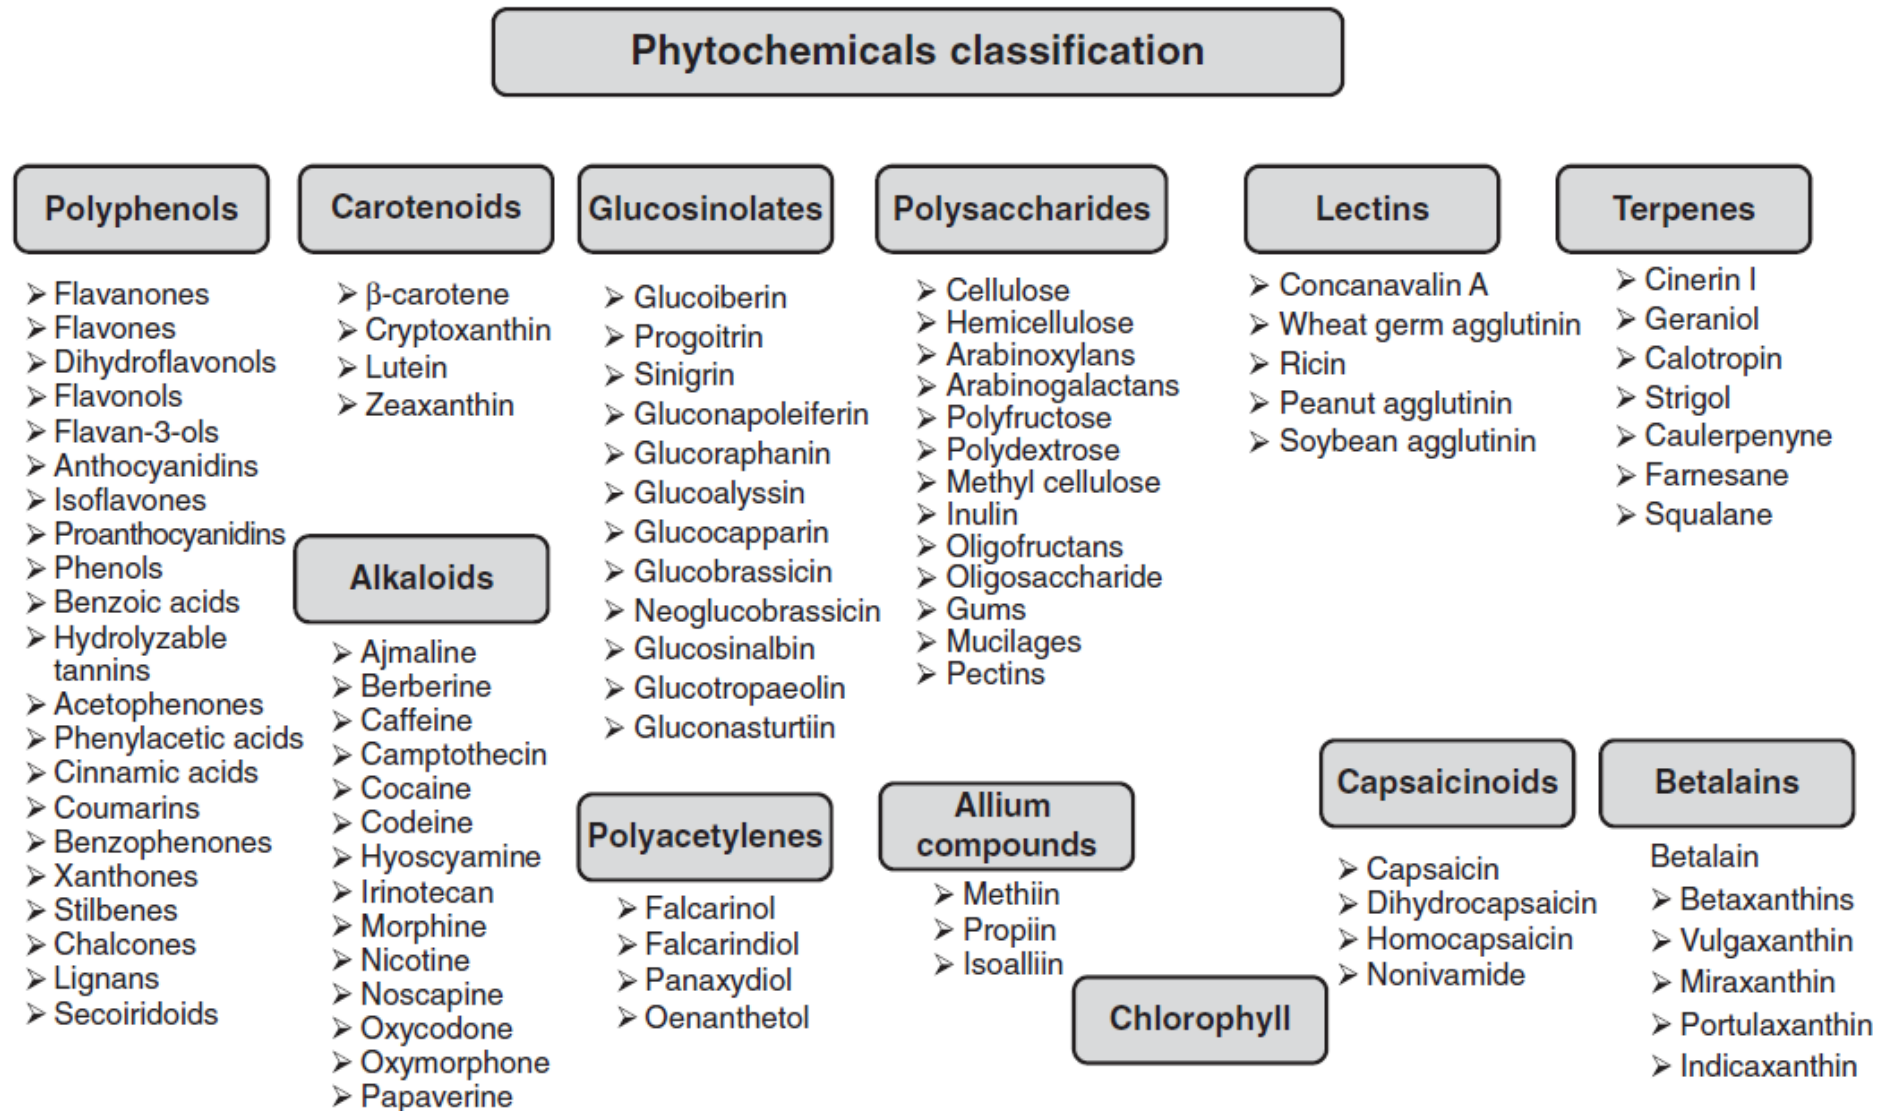 Phytochemicals classification
Polyphenols
➢ Flavanones
➢ Flavones
➢ Dihydroflavonols
➢ Flavonols
➢ Flavan-3-ols
➢ Anthocyanidins
➢ Isoflavones
➢ Proanthocyanidins
➢ Phenols
➢ Benzoic acids
➢ Hydrolyzable
tannins
➢ Acetophenones
➢ Phenylacetic acids
➢ Cinnamic acids
➢ Coumarins
➢ Benzophenones
➢ Xanthones
➢ Stilbenes
➢ Chalcones
➢ Lignans
➢ Secoiridoids
Carotenoids
➢ β-carotene
➢ Cryptoxanthin
➢ Lutein
➢ Zeaxanthin
Alkaloids
➢ Ajmaline
➢ Berberine
➢ Caffeine
➢ Camptothecin
➢ Cocaine
➢ Codeine
➢ Hyoscyamine
➢ Irinotecan
➢ Morphine
➢ Nicotine
➢ Noscapine
➢ Oxycodone
➢ Oxymorphone
➢ Papaverine
Glucosinolates
➢ Glucoiberin
➢ Progoitrin
➢ Sinigrin
➢ Gluconapoleiferin
➢ Glucoraphanin
➢ Glucoalyssin
➢ Glucocapparin
➢ Glucobrassicin
➢ Neoglucobrassicin
➢ Glucosinalbin
➢ Glucotropaeolin
➢ Gluconasturtiin
Polyacetylenes
➢ Falcarinol
➢ Falcarindiol
➢ Panaxydiol
➢ Oenanthetol
Polysaccharides
➢ Cellulose
➢ Hemicellulose
➢ Arabinoxylans
➢ Arabinogalactans
➢ Polyfructose
➢ Polydextrose
➢ Methyl cellulose
➢ Inulin
➢ Oligofructans
➢ Oligosaccharide
➢ Gums
➢ Mucilages
➢ Pectins
Allium
compounds
➢ Methiin
➢ Propiin
➢ Isoalliin
Chlorophyll
Lectins
➢ Concanavalin A
➢ Wheat germ agglutinin
➢ Ricin
➢ Peanut agglutinin
➢ Soybean agglutinin
Capsaicinoids
➢ Capsaicin
➢ Dihydrocapsaicin
➢ Homocapsaicin
➢ Nonivamide
Terpenes
➢ Cinerin I
➢ Geraniol
➢ Calotropin
➢ Strigol
➢ Caulerpenyne
➢ Farnesane
➢ Squalane
Betalains
Betalain
➢ Betaxanthins
➢ Vulgaxanthin
➢ Miraxanthin
➢ Portulaxanthin
➢ Indicaxanthin